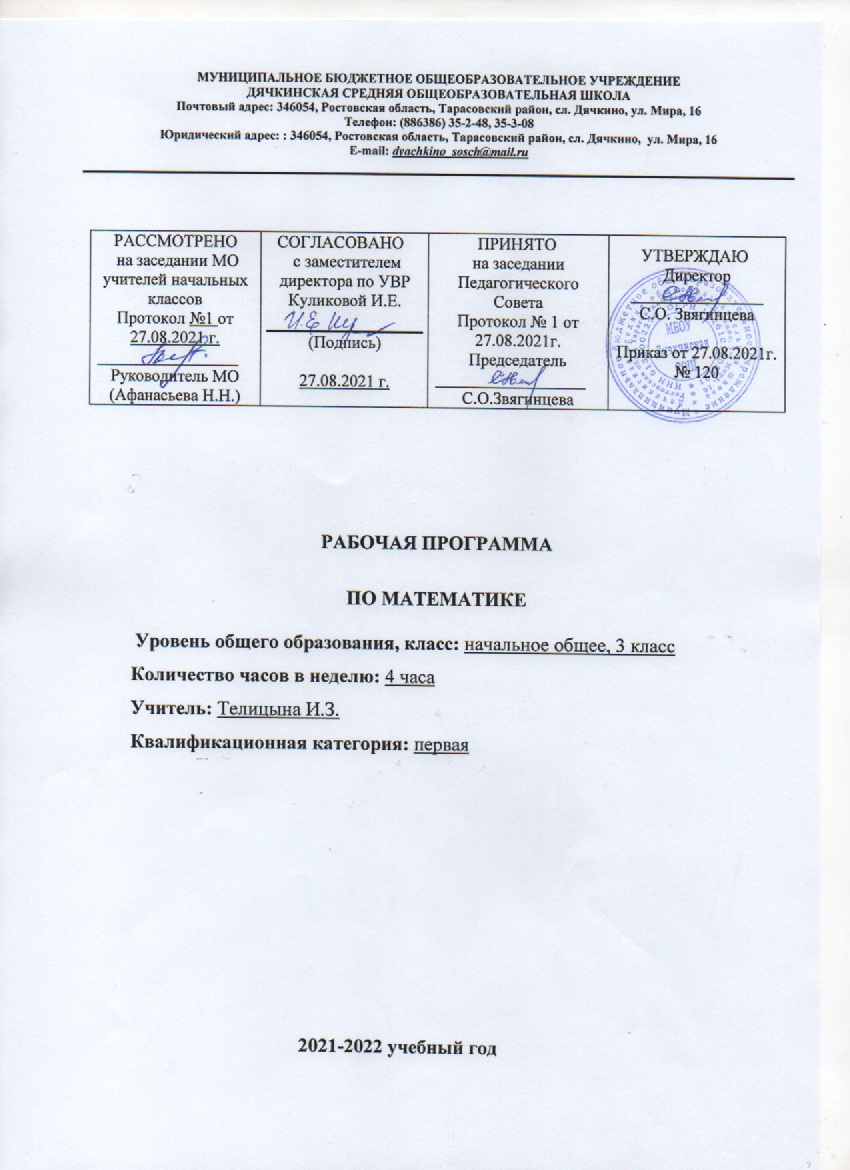 МУНИЦИПАЛЬНОЕ БЮДЖЕТНОЕ ОБЩЕОБРАЗОВАТЕЛЬНОЕ УЧРЕЖДЕНИЕ
ДЯЧКИНСКАЯ СРЕДНЯЯ ОБЩЕОБРАЗОВАТЕЛЬНАЯ ШКОЛА
Почтовый адрес: 346054, Ростовская область, Тарасовский район, сл. Дячкино, ул. Мира, 16
Телефон: (886386) 35-2-48, 35-3-08
Юридический адрес: : 346054, Ростовская область, Тарасовский район, сл. Дячкино, ул. Мира, 16
E-mail: dyachkino_sosch@mail.ru
РАССМОТРЕНО
на заседании МО
учителей начальных
классов
Протокол №1 от
27.08.2021г.
Руководитель МО
(Афанасьева Н.Н.)
СОГЛАСОВАНО
с заместителем
директора по УВР
Куликовой И.Е.
(Подпись)
27.08.2021 г.
ПРИНЯТО
на заседании
Педагогического
Совета
Протокол № 1 от
27.08.2021г.
Председатель
С.О.Звягинцева
УТВЕРЖДАЮ
Директор
С.О. Звягинцева
Приказ от 27.08.2021г.
№ 120
МБОУ
РАБОЧАЯ ПРОГРАММА
ПО МАТЕМАТИКЕ
Уровень общего образования, класс: начальное общее, 3 класс
Количество часов в неделю: 4 часа
Учитель: Телицына И.З.
Квалификационная категория: первая
2021-2022 учебный год